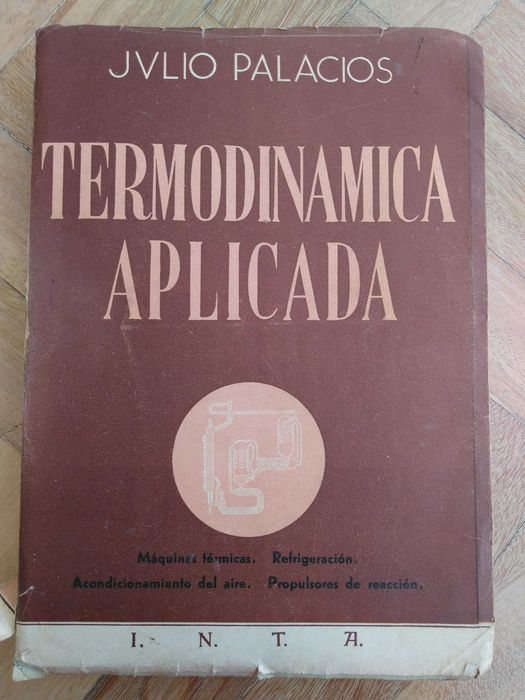 JVLIO PALACIOS
TERMODINAMICA
APLICADA
Máquinas térmicas. Refrigeración.
Acondicionamiento del aire. Propulsores de reacción.
I. N. T. A.